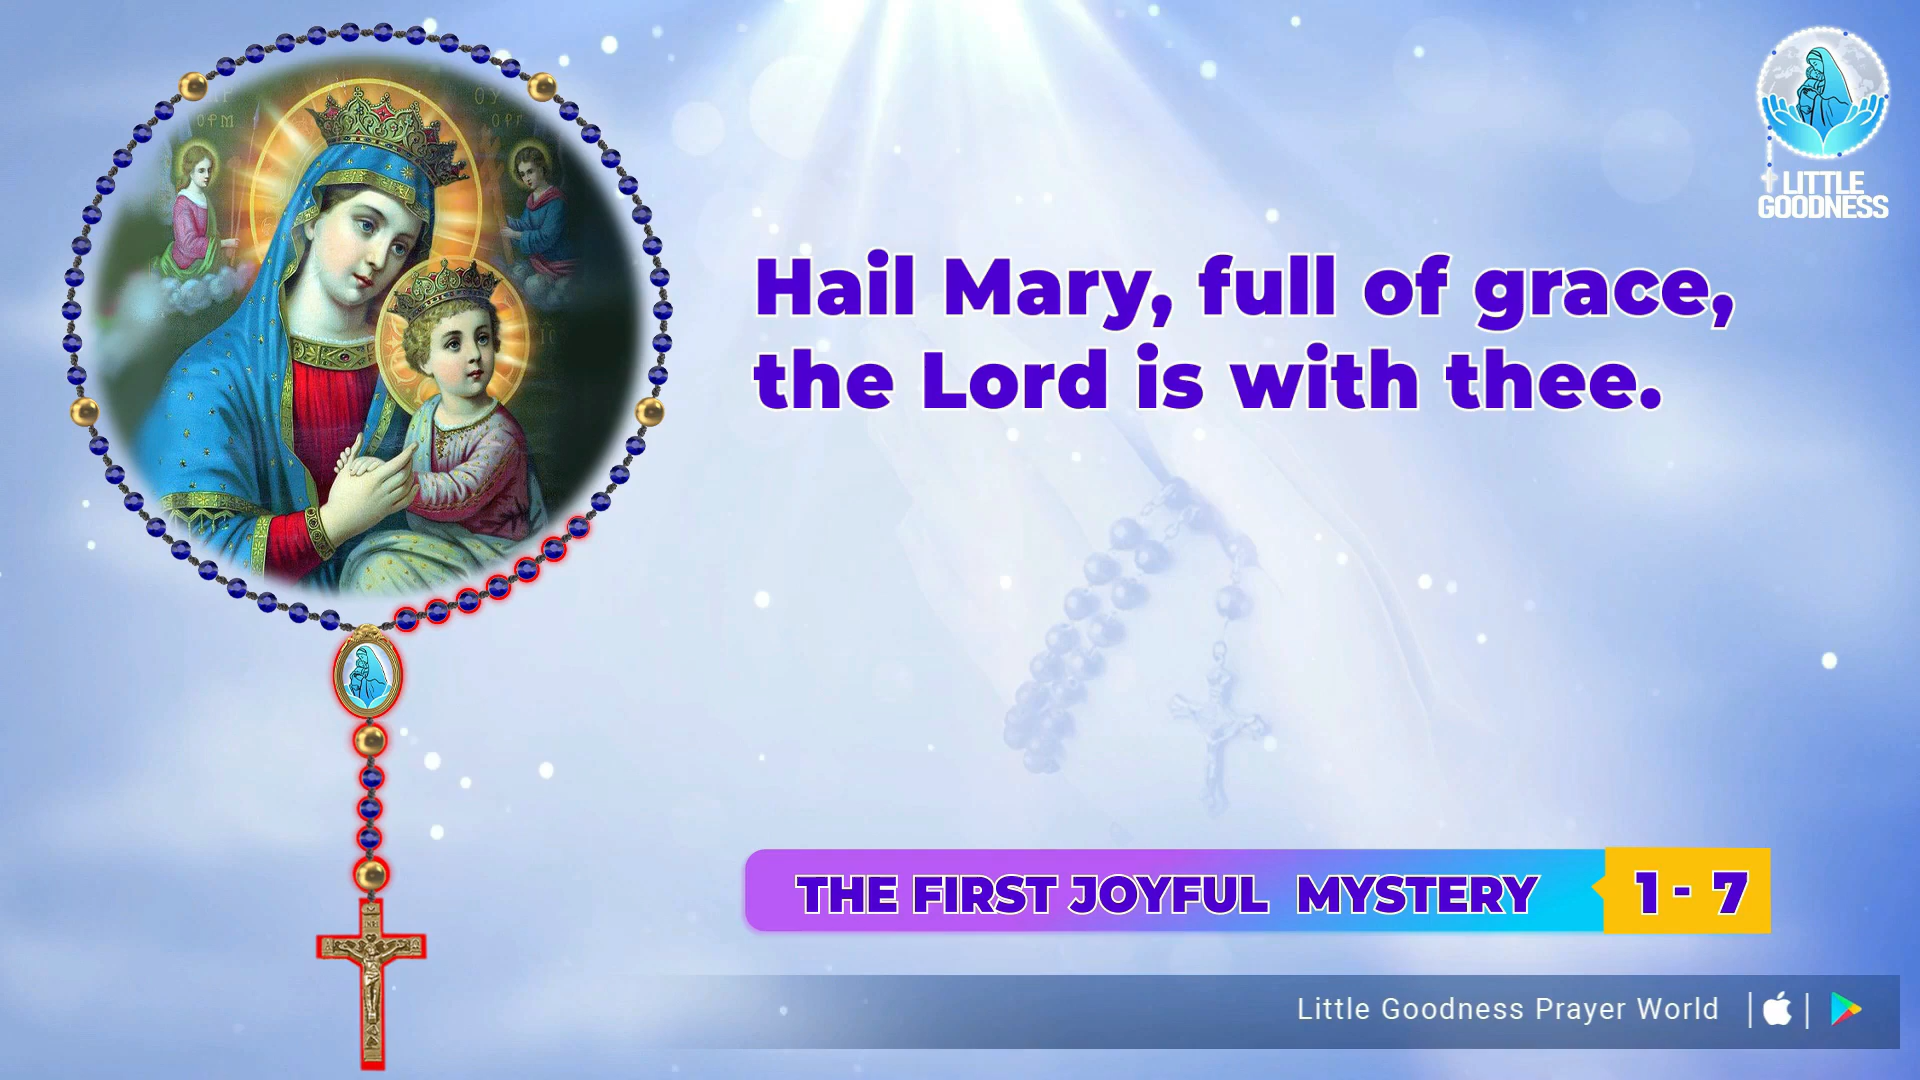 LITTLE
GOODNESS
Hail Mary, full of grace,
the Lord is with thee.
THE FIRST JOYFUL MYSTERY
1 - 7
Little Goodness Prayer World